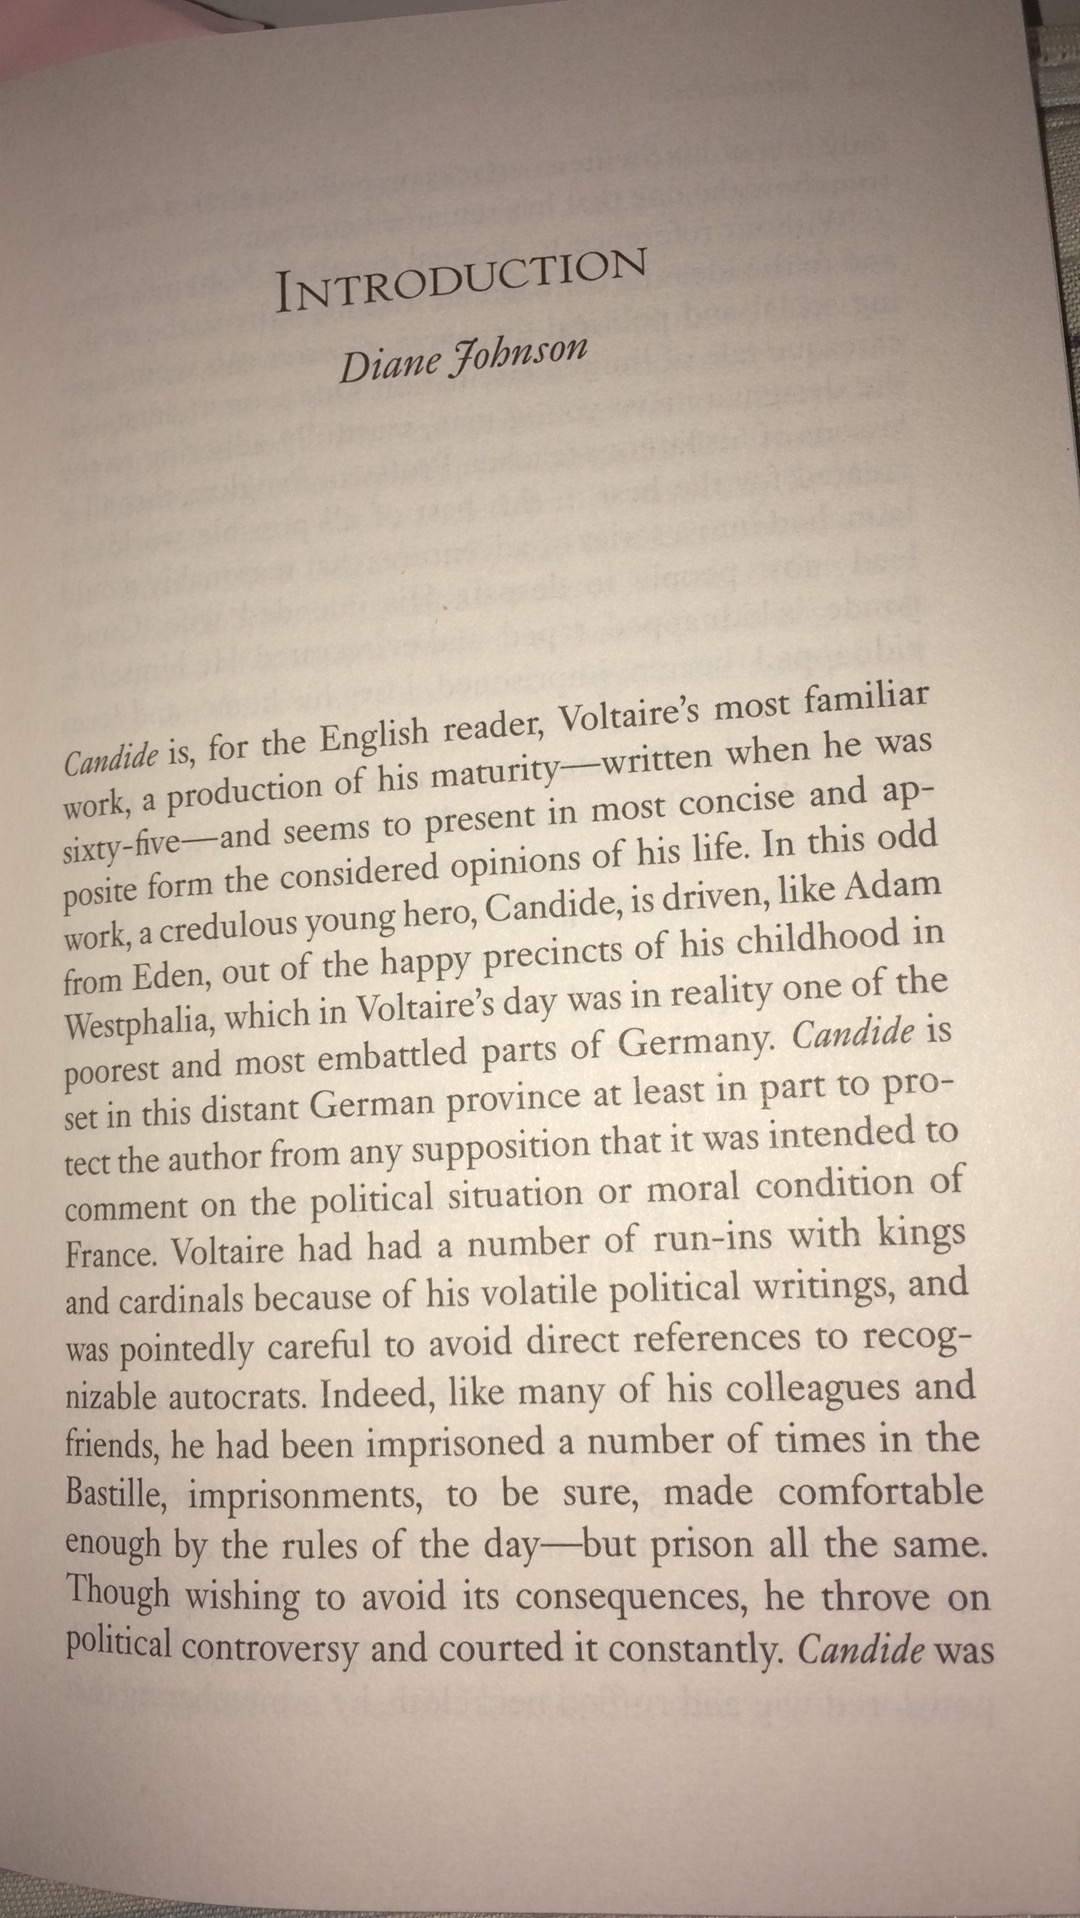 INTRODUCTION
Diane Johnson
Candide is, for the English reader, Voltaire's most familiar
work, a production of his maturity—written when he was
sixty-five—and seems to present in most concise and ap-
posite form the considered opinions of his life. In this odd
work, a credulous young hero, Candide, is driven, like Adam
from Eden, out of the happy precincts of his childhood in
Westphalia, which in Voltaire's day was in reality one of the
poorest and most embattled parts of Germany. Candide is
set in this distant German province at least in part to pro-
tect the author from any supposition that it was intended to
comment on the political situation or moral condition of
France. Voltaire had had a number of run-ins with kings
and cardinals because of his volatile political writings, and
was pointedly careful to avoid direct references to recog-
nizable autocrats. Indeed, like many of his colleagues and
friends, he had been imprisoned a number of times in the
Bastille, imprisonments, to be sure, made comfortable
enough by the rules of the day—but prison all the same.
Though wishing to avoid its consequences, he throve on
political controversy and courted it constantly. Candide was